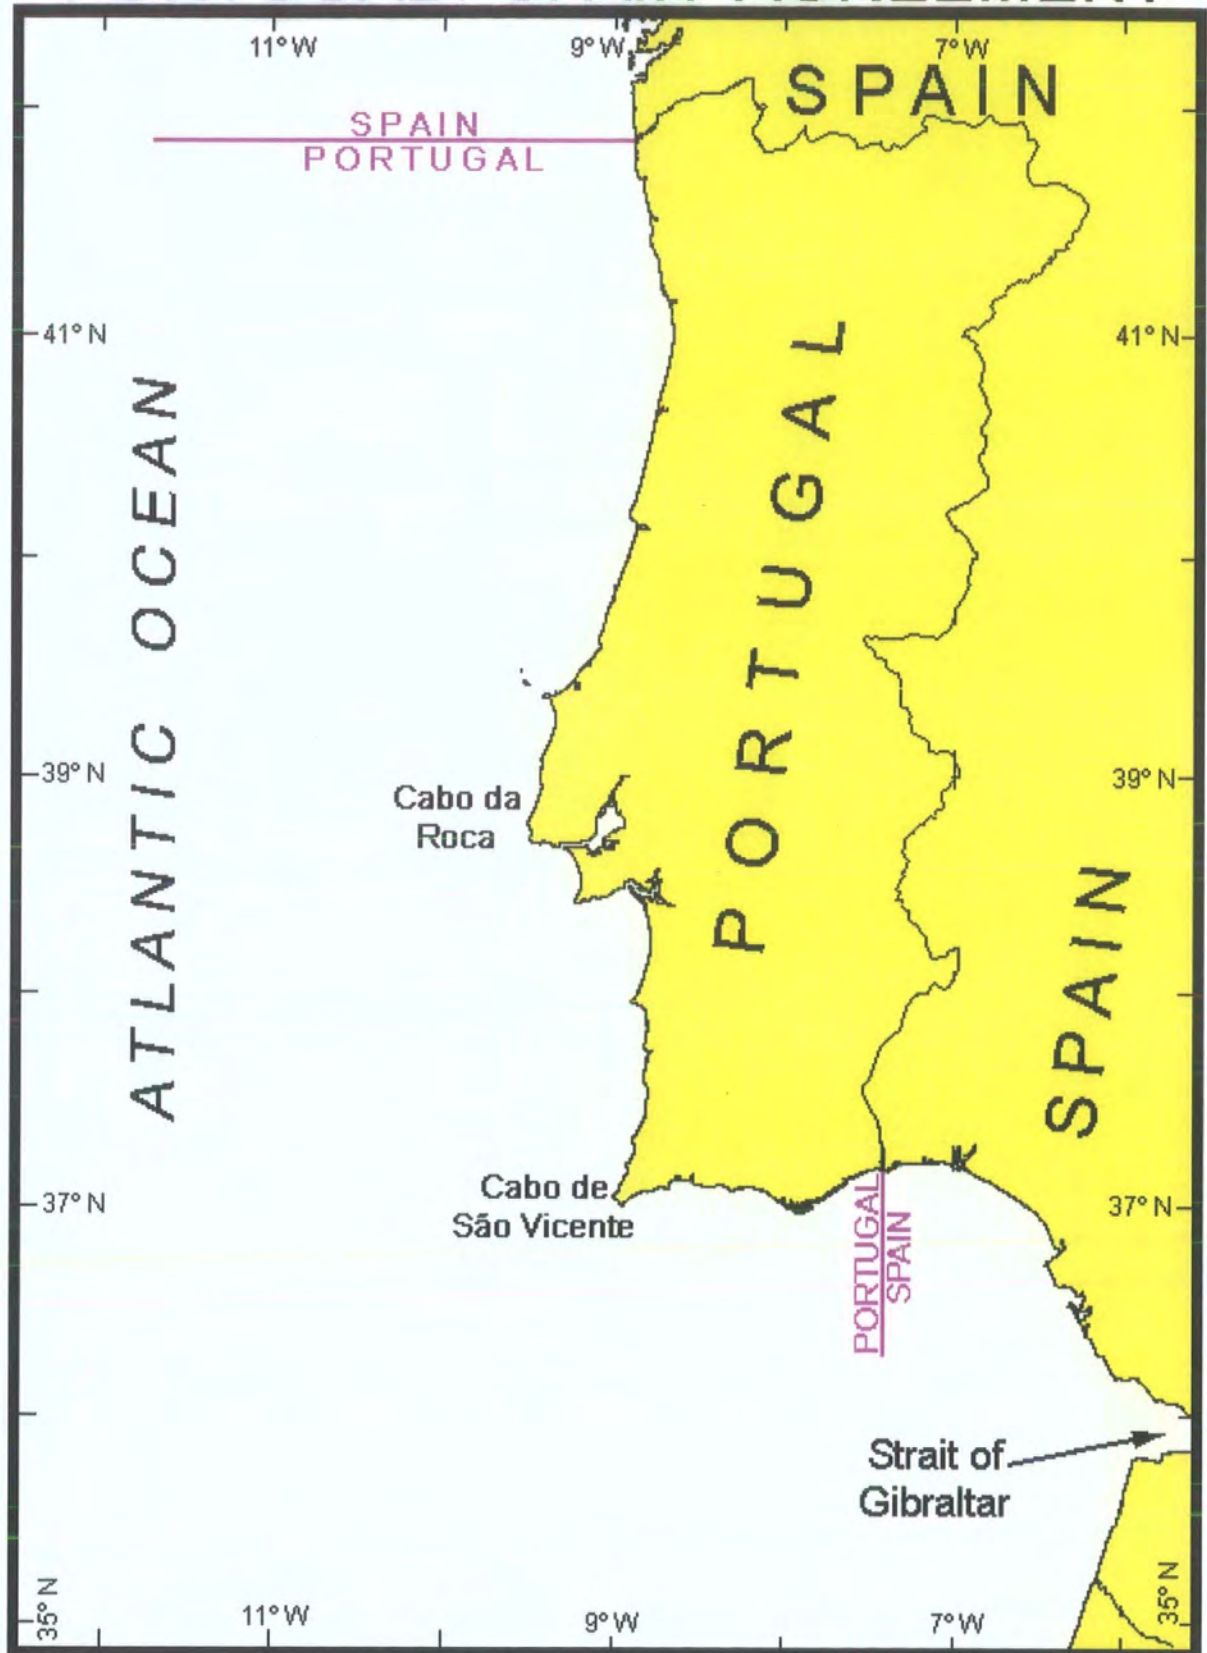 11° W
9° W
7° W
SPAIN
SPAIN
PORTUGAL
41° N
41° N
PORTUGAL
ATLANTIC OCEAN
39° N
39° N
Cabo da
Roca
SPAIN
37° N
Cabo de
São Vicente
37° N
PORTUGAL
SPAIN
Strait of
Gibraltar
35° N
11° W
9° W
7° W
35° N